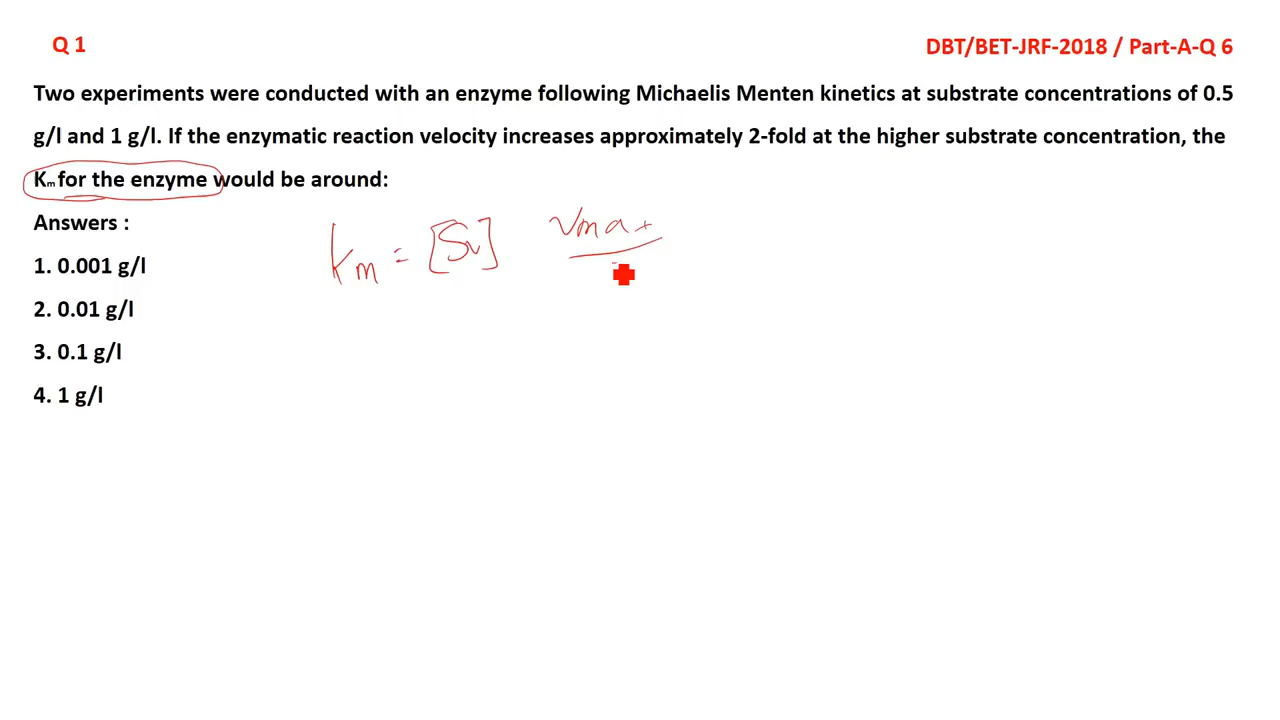 Q 1
DBT/BET-JRF-2018 / Part-A-Q 6
Two experiments were conducted with an enzyme following Michaelis Menten kinetics at substrate concentrations of 0.5
g/l and 1 g/l. If the enzymatic reaction velocity increases approximately 2-fold at the higher substrate concentration, the
Km for the enzyme would be around:
Answers :
Km = [S] Vmax
1. 0.001 g/l
2. 0.01 g/l
3. 0.1 g/l
4. 1 g/l